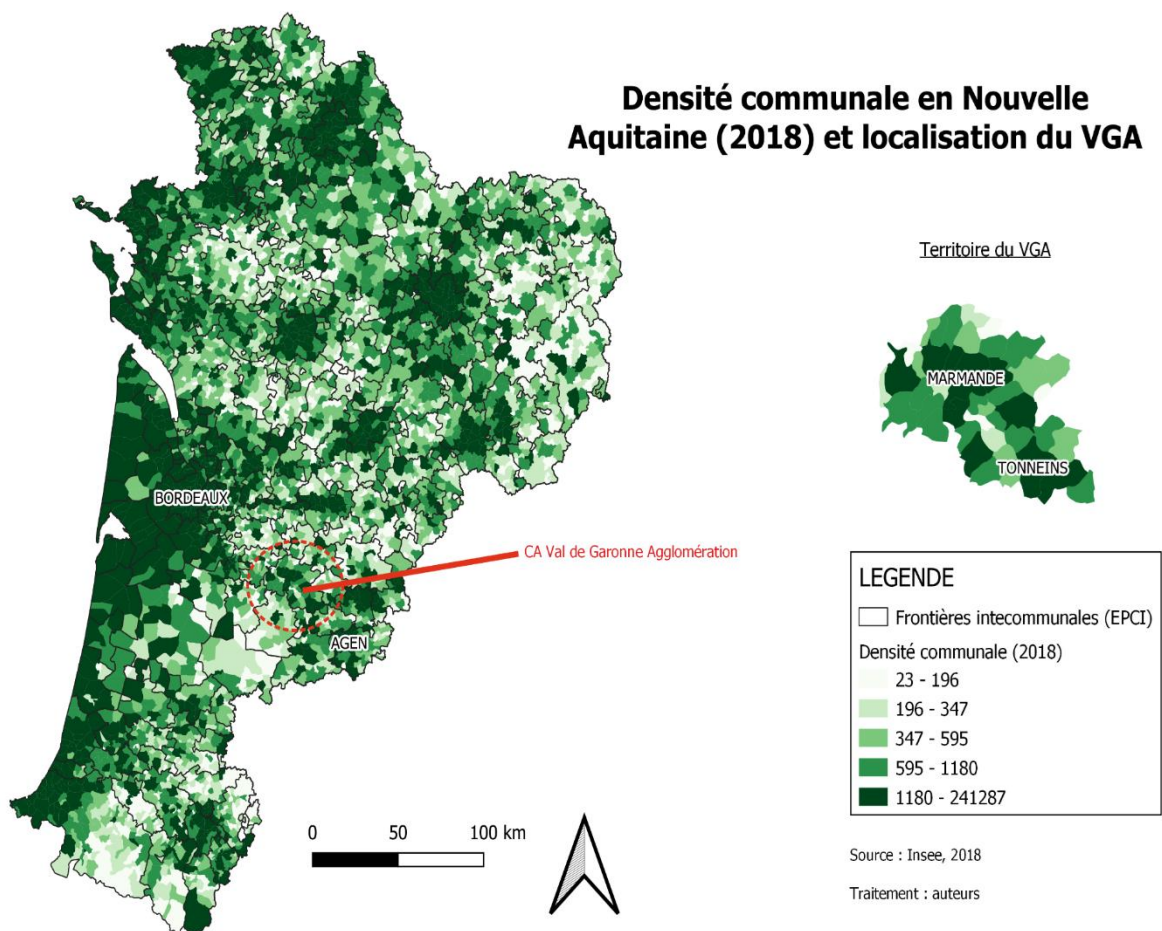 Densité communale en Nouvelle
Aquitaine (2018) et localisation du VGA
Territoire du VGA
MARMANDE
TONNEINS
BORDEAUX
CA Val de Garonne Agglomération
AGEN
LEGENDE
Frontières intecommunales (EPCI)
Densité communale (2018)
23 - 196
196 - 347
347 - 595
595 - 1180
1180 - 241287
0 50 100 km
Source : Insee, 2018
Traitement : auteurs